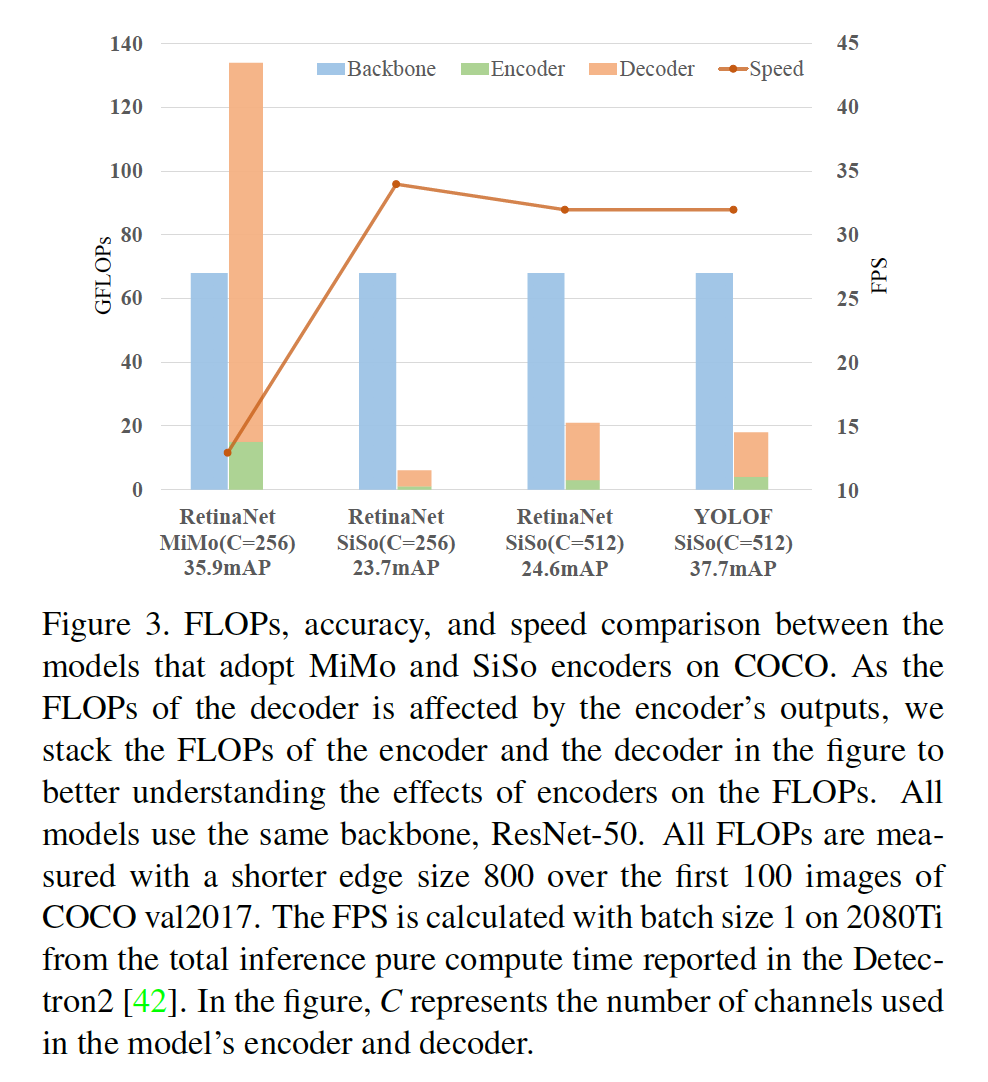 140 45
Backbone Encoder Decoder Speed
120 40
100 35
80 30
GFLOPs
FPS
60 25
40 20
20 15
0 10
RetinaNet RetinaNet RetinaNet YOLOF
MiMo(C=256) SiSo(C=256) SiSo(C=512) SiSo(C=512)
35.9mAP 23.7mAP 24.6mAP 37.7mAP
Figure 3. FLOPs, accuracy, and speed comparison between the
models that adopt MiMo and SiSo encoders on COCO. As the
FLOPs of the decoder is affected by the encoder's outputs, we
stack the FLOPs of the encoder and the decoder in the figure to
better understanding the effects of encoders on the FLOPs. All
models use the same backbone, ResNet-50. All FLOPs are mea-
sured with a shorter edge size 800 over the first 100 images of
COCO val2017. The FPS is calculated with batch size 1 on 2080Ti
from the total inference pure compute time reported in the Detec-
tron2 [42]. In the figure, C represents the number of channels used
in the model's encoder and decoder.